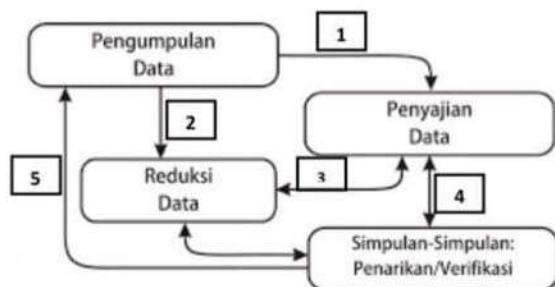 Pengumpulan
Data
1
2
Penyajian
Data
5
Reduksi
Data
3
4
Simpulan-Simpulan:
Penarikan/Verifikasi